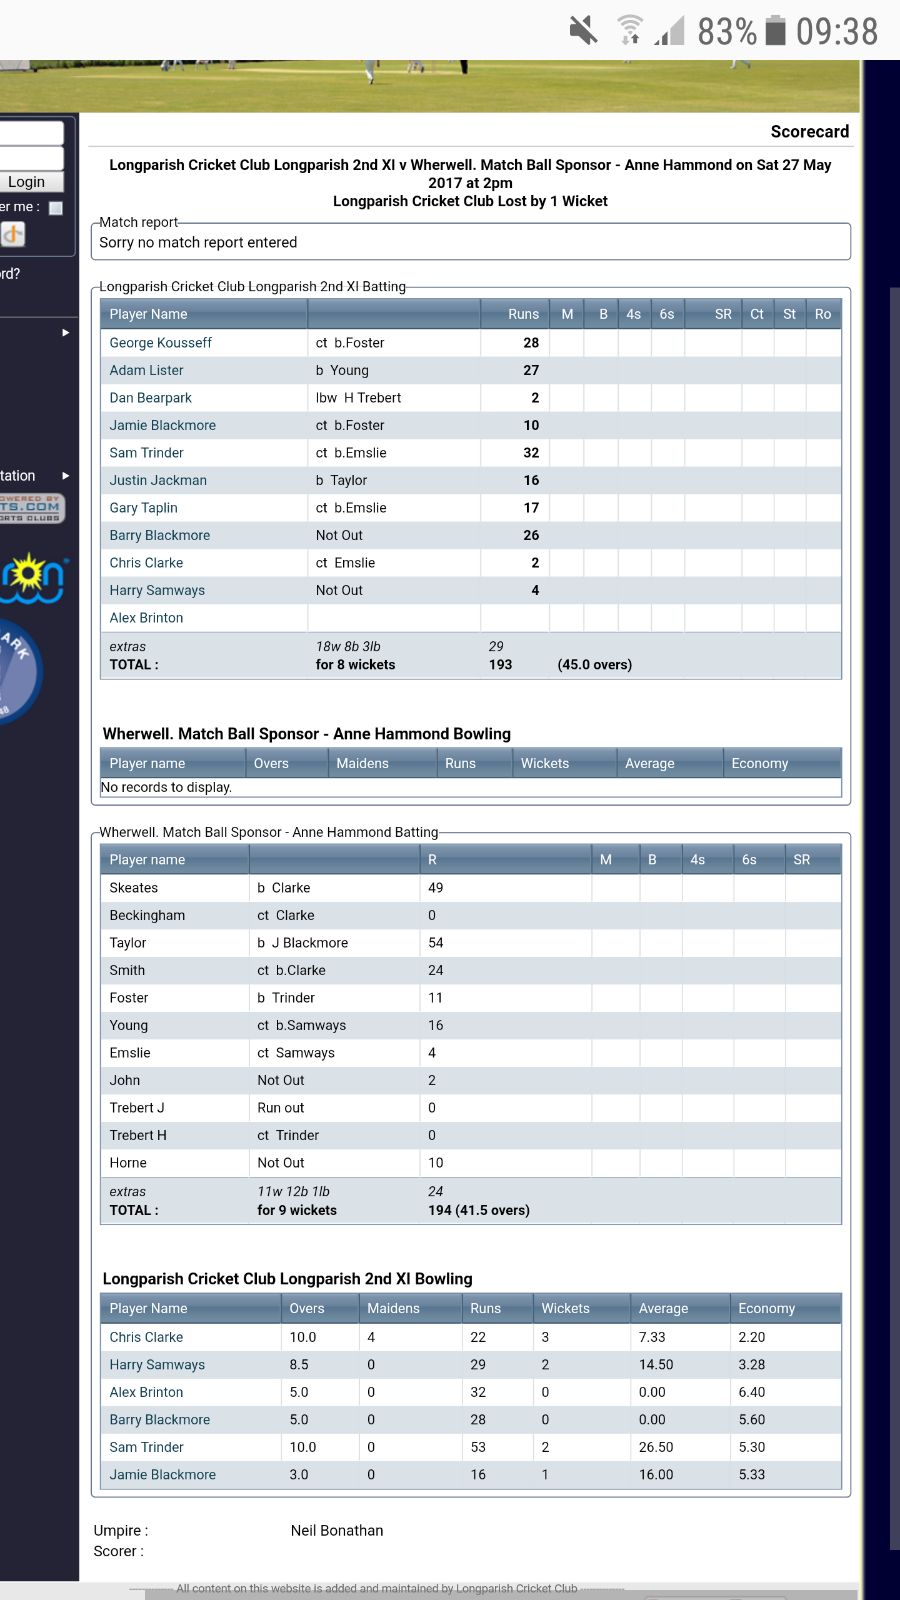 83% 09:38
Scorecard
Longparish Cricket Club Longparish 2nd XI v Wherwell. Match Ball Sponsor - Anne Hammond on Sat 27 May
2017 at 2pm
Longparish Cricket Club Lost by 1 Wicket
Login
er me :
rd?
tation
OWERED BY
TS.COM
ORTS CLUBS
ron
ARK
Match report
Sorry no match report entered
Longparish Cricket Club Longparish 2nd XI Batting
Player Name Runs M B 4s 6s SR Ct St Ro
George Kousseff ct b.Foster 28
Adam Lister b Young 27
Dan Bearpark lbw H Trebert 2
Jamie Blackmore ct b.Foster 10
Sam Trinder ct b.Emslie 32
Justin Jackman b Taylor 16
Gary Taplin ct b.Emslie 17
Barry Blackmore Not Out 26
Chris Clarke ct Emslie 2
Harry Samways Not Out 4
Alex Brinton
extras 18w 8b 3lb 29
TOTAL : for 8 wickets 193 (45.0 overs)
Wherwell. Match Ball Sponsor - Anne Hammond Bowling
Player name Overs Maidens Runs Wickets Average Economy
No records to display.
Wherwell. Match Ball Sponsor - Anne Hammond Batting
Player name R M B 4s 6s SR
Skeates b Clarke 49
Beckingham ct Clarke 0
Taylor b J Blackmore 54
Smith ct b.Clarke 24
Foster b Trinder 11
Young ct b.Samways 16
Emslie ct Samways 4
John Not Out 2
Trebert J Run out 0
Trebert H ct Trinder 0
Horne Not Out 10
extras 11w 12b 1lb 24
TOTAL : for 9 wickets 194 (41.5 overs)
Longparish Cricket Club Longparish 2nd XI Bowling
Player Name Overs Maidens Runs Wickets Average Economy
Chris Clarke 10.0 4 22 3 7.33 2.20
Harry Samways 8.5 0 29 2 14.50 3.28
Alex Brinton 5.0 0 32 0 0.00 6.40
Barry Blackmore 5.0 0 28 0 0.00 5.60
Sam Trinder 10.0 0 53 2 26.50 5.30
Jamie Blackmore 3.0 0 16 1 16.00 5.33
Umpire : Neil Bonathan
Scorer :
All content on this website is added and maintained by Longparish Cricket Club